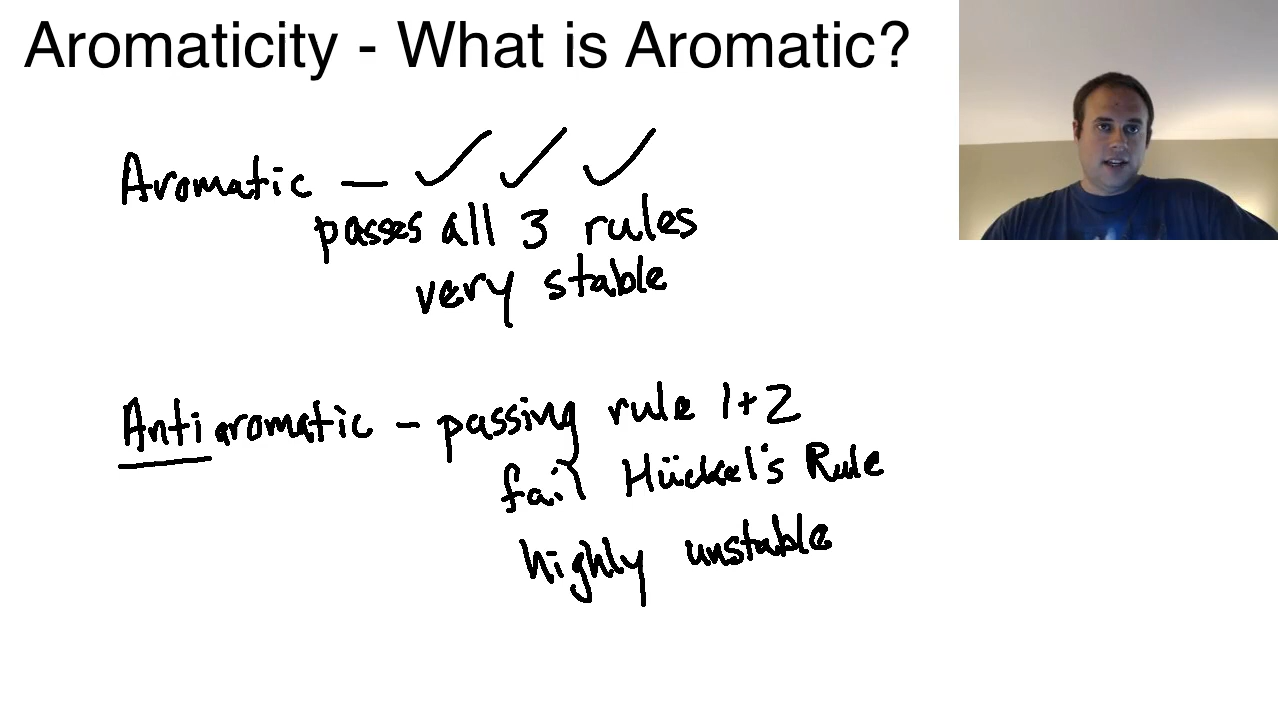 Aromaticity - What is Aromatic?
Aromatic — ✓ ✓ ✓
passes all 3 rules
very stable
Antiaromatic - passing rule 1+2
fail Hückel's Rule
highly unstable